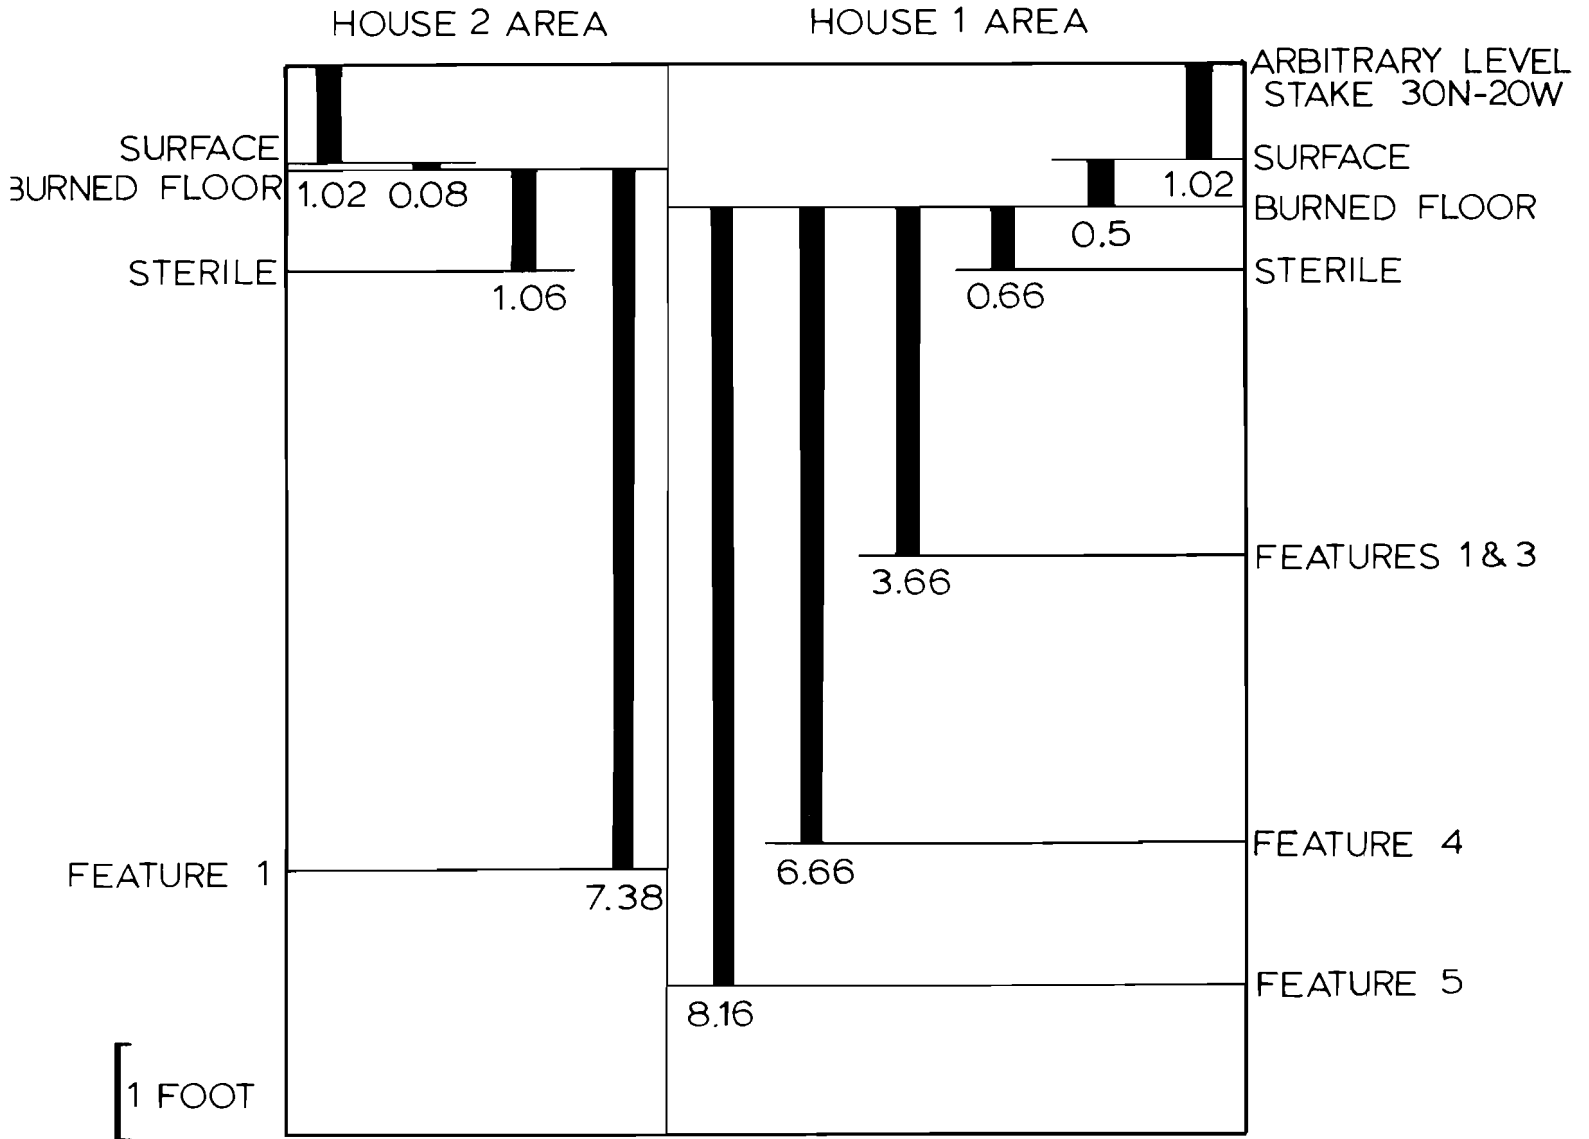 HOUSE 2 AREA
HOUSE 1 AREA
ARBITRARY LEVEL
STAKE 30N-20W
SURFACE
BURNED FLOOR
1.02
0.08
STERILE
1.06
FEATURE 1
7.38
SURFACE
1.02
BURNED FLOOR
0.5
STERILE
0.66
FEATURES 1 & 3
3.66
FEATURE 4
6.66
FEATURE 5
8.16
1 FOOT